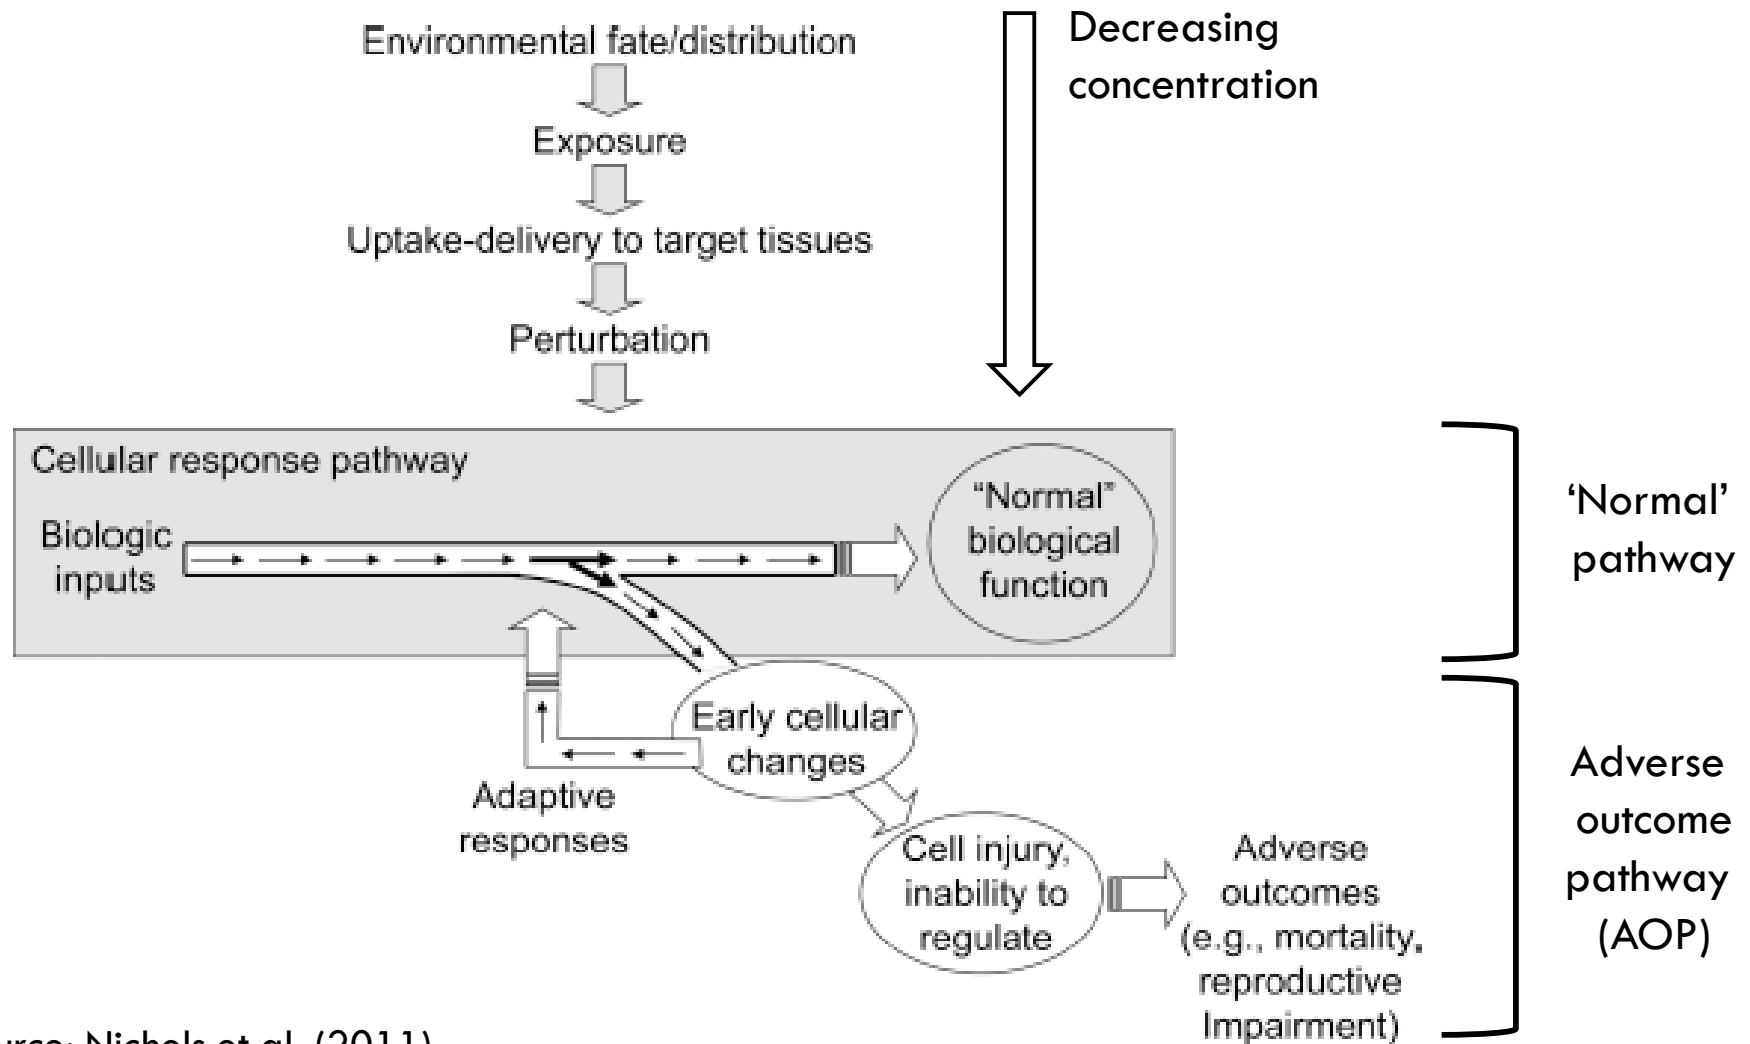 Environmental fate/distribution
Decreasing
concentration
Exposure
Uptake-delivery to target tissues
Perturbation
Cellular response pathway
Biologic
inputs
“Normal”
biological
function
‘Normal’
pathway
Early cellular
changes
Adaptive
responses
Cell injury,
inability to
regulate
Adverse
outcomes
(e.g., mortality,
reproductive
Impairment)
Adverse
outcome
pathway
(AOP)
urce: Nichols et al. (2011)